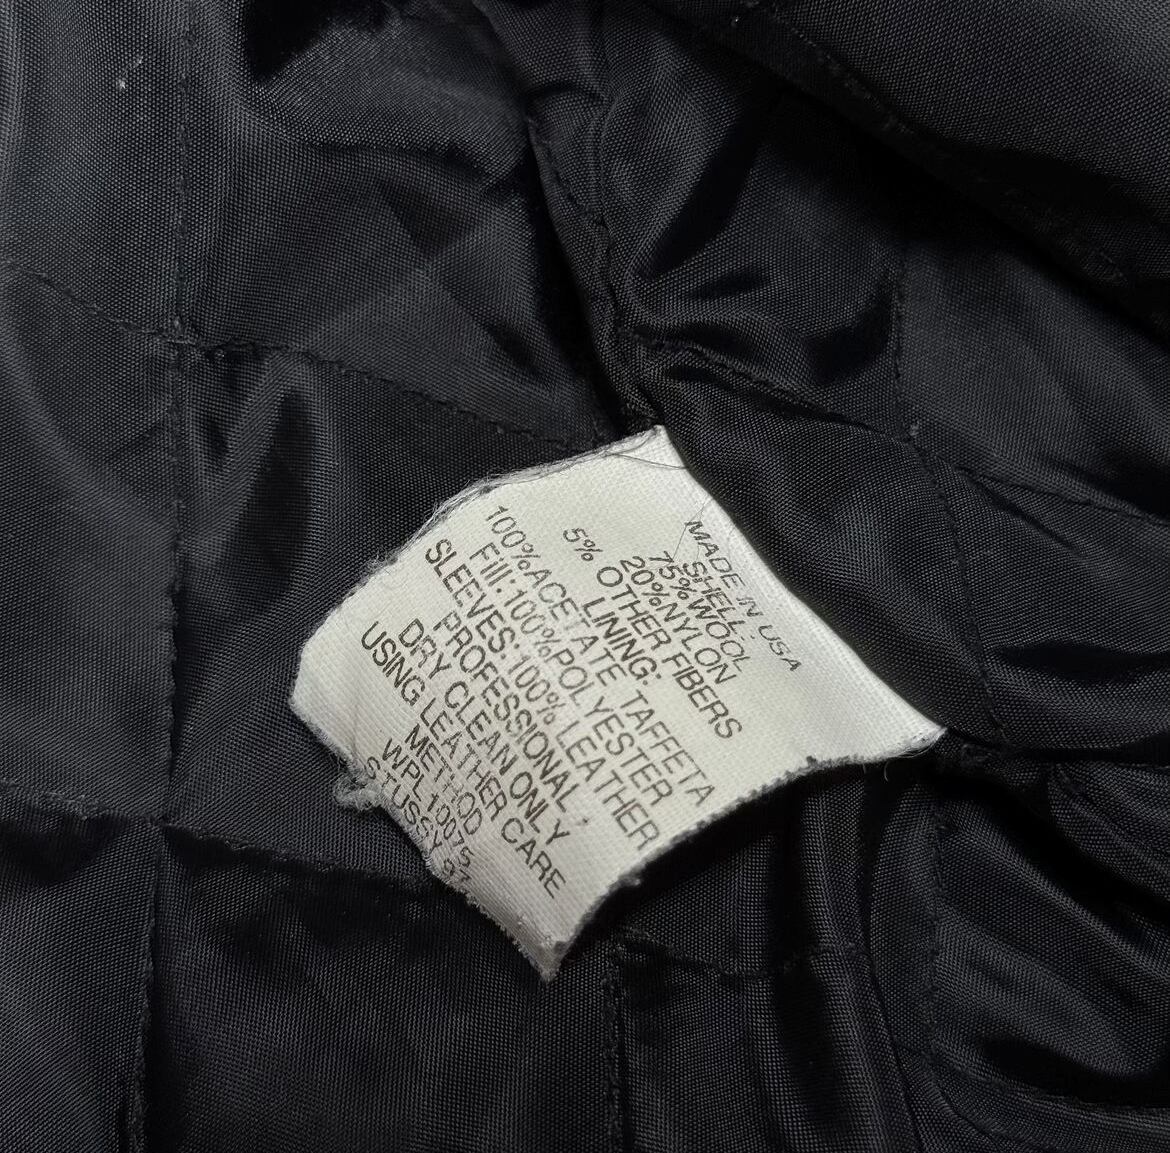 MADE IN USA
SHELL:
75%WOOL
20%NYLON
5% OTHER FIBERS
LINING:
100%ACETATE TAFFETA
Fill:100%POLYESTER
SLEEVES:100% LEATHER
PROFESSIONAL
DRY CLEAN ONLY
USING LEATHER CARE
METHOD
WPL 10075
STUSSY